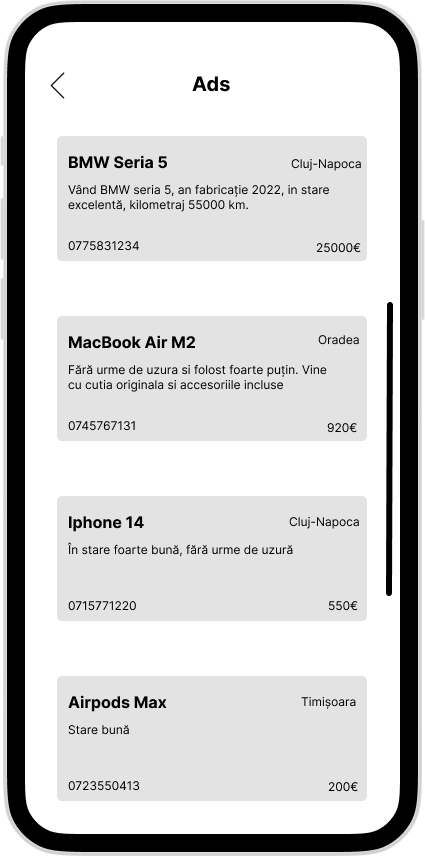 Ads
BMW Seria 5
Cluj-Napoca
Vând BMW seria 5, an fabricație 2022, in stare
excelentă, kilometraj 55000 km.
0775831234
25000€
MacBook Air M2
Oradea
Fără urme de uzura si folost foarte puțin. Vine
cu cutia originala si accesoriile incluse
0745767131
920€
Iphone 14
Cluj-Napoca
În stare foarte bună, fără urme de uzură
0715771220
550€
Airpods Max
Timișoara
Stare bună
0723550413
200€